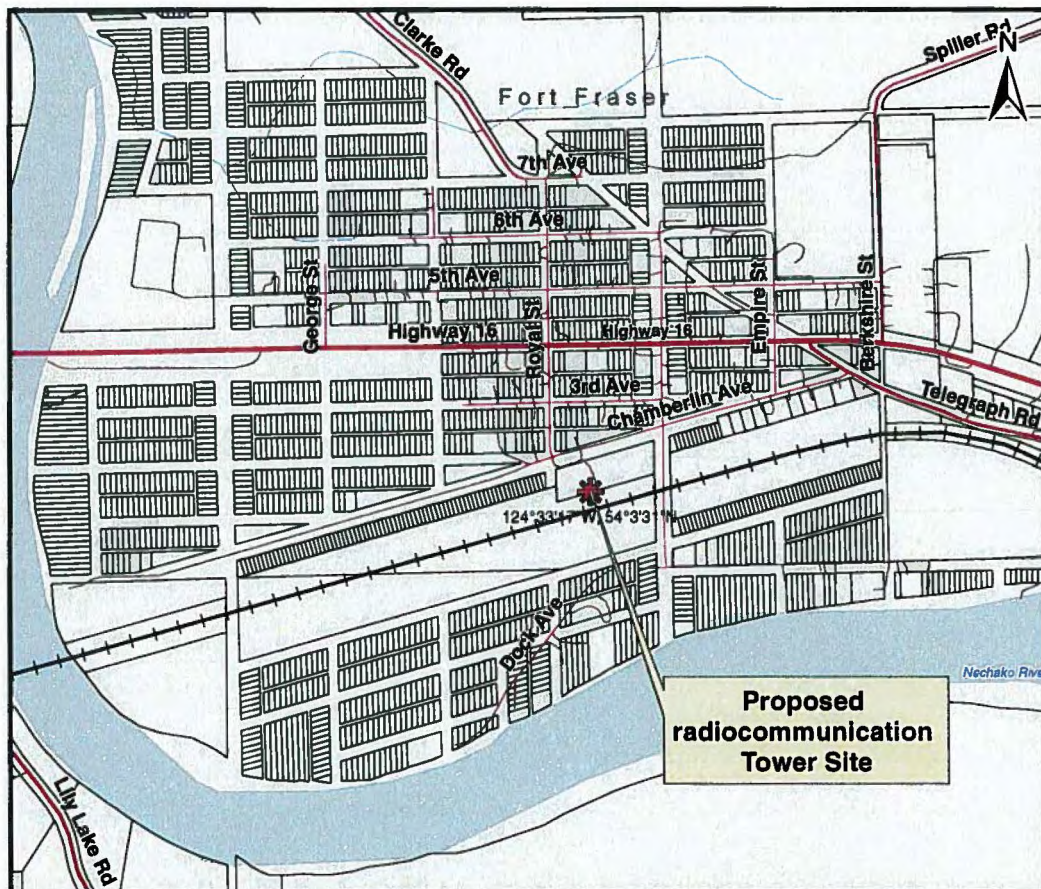 Clarke Rd
Spiller Rd
N
Fort Fraser
7th Ave
6th Ave
5th Ave
George St
Royal St
Empire St
Berkshire St
Highway 16
Highway 16
3rd Ave
Chamberlin Ave
Telegraph Rd
124°33'17"W, 54°3'31"N
Dock Ave
Nechako River
Proposed
radiocommunication
Tower Site
Lily Lake Rd